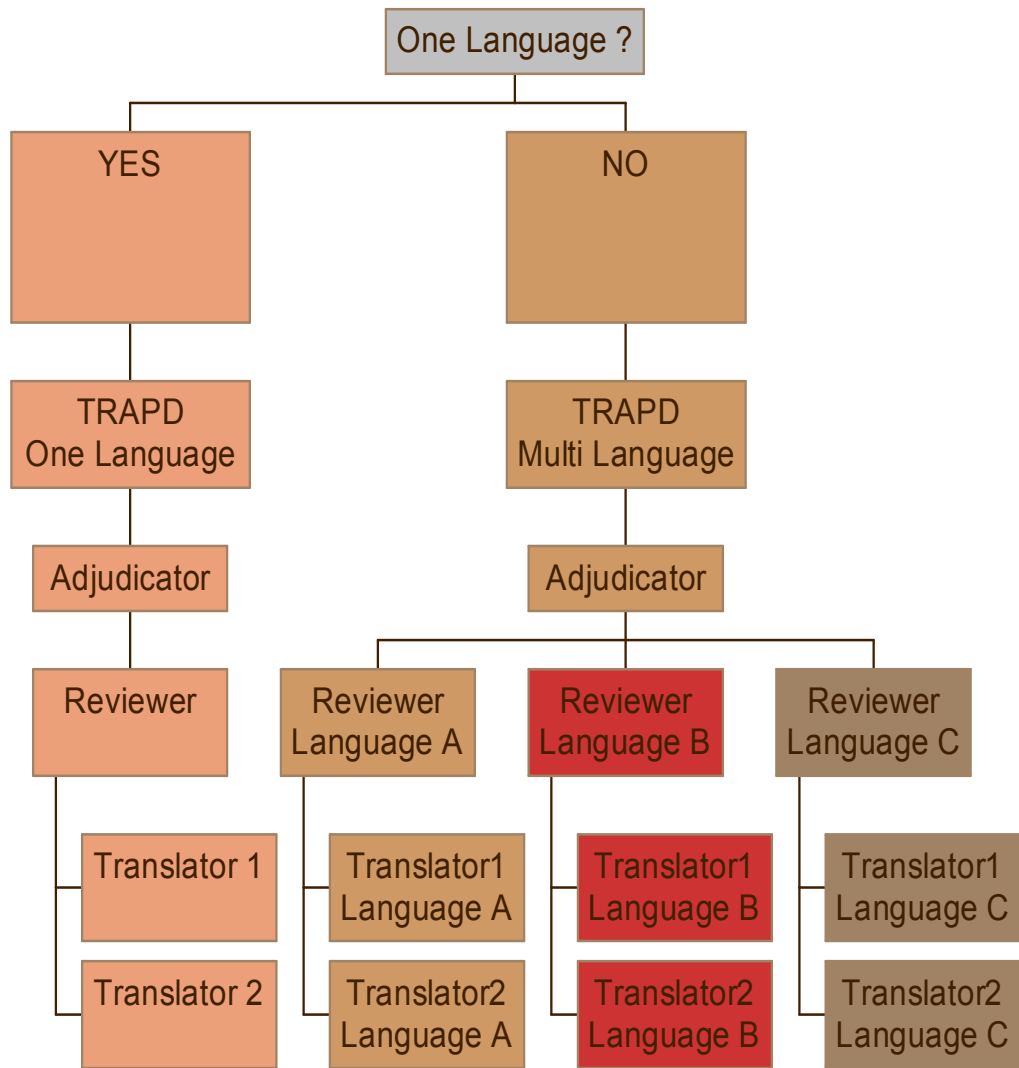 One Language ?
YES
NO
TRAPD
One Language
TRAPD
Multi Language
Adjudicator
Adjudicator
Reviewer
Reviewer
Language A
Reviewer
Language B
Reviewer
Language C
Translator 1
Translator1
Language A
Translator1
Language B
Translator1
Language C
Translator 2
Translator2
Language A
Translator2
Language B
Translator2
Language C